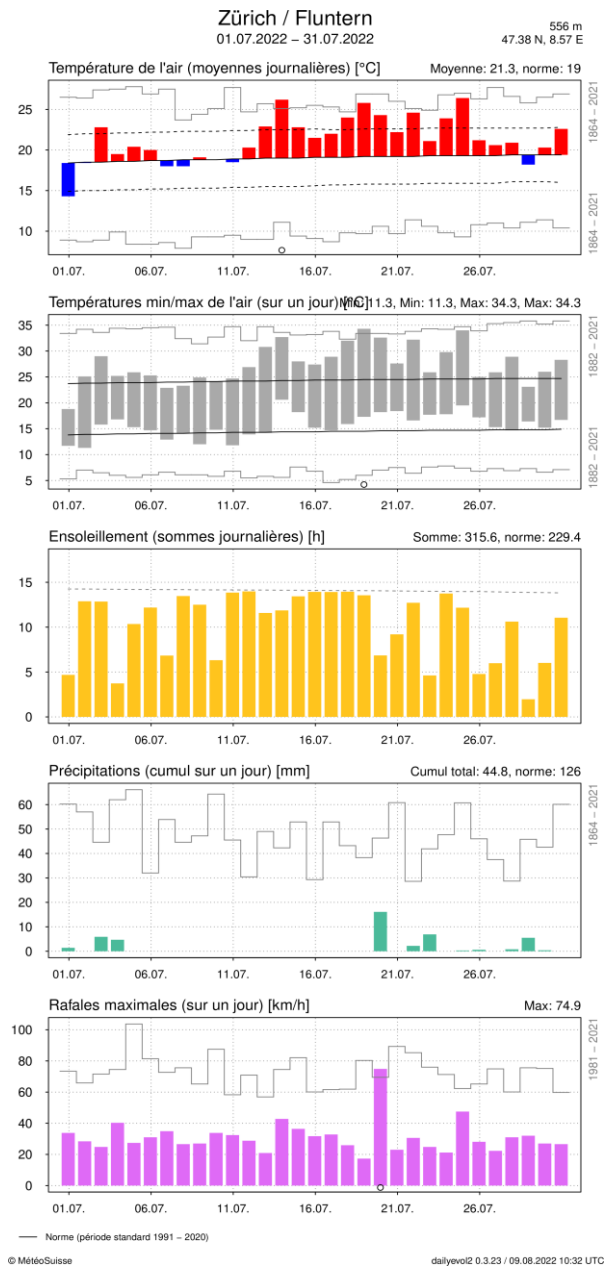 Zürich / Fluntern
01.07.2022 – 31.07.2022
556 m
47.38 N, 8.57 E
Température de l'air (moyennes journalières) [°C]
Moyenne: 21.3, norme: 19
25
20
15
10
1864 – 2021
1864 – 2021
01.07. 06.07. 11.07. 16.07. 21.07. 26.07.
Températures min/max de l'air (sur un jour) [°C]
Min: 11.3, Min: 11.3, Max: 34.3, Max: 34.3
35
30
25
20
15
10
5
1882 – 2021
1882 – 2021
01.07. 06.07. 11.07. 16.07. 21.07. 26.07.
Ensoleillement (sommes journalières) [h]
Somme: 315.6, norme: 229.4
15
10
5
0
01.07. 06.07. 11.07. 16.07. 21.07. 26.07.
Précipitations (cumul sur un jour) [mm]
Cumul total: 44.8, norme: 126
60
50
40
30
20
10
0
1864 – 2021
01.07. 06.07. 11.07. 16.07. 21.07. 26.07.
Rafales maximales (sur un jour) [km/h]
Max: 74.9
100
80
60
40
20
0
1981 – 2021
01.07. 06.07. 11.07. 16.07. 21.07. 26.07.
Norme (période standard 1991 – 2020)
© MétéoSuisse
dailyevol2 0.3.23 / 09.08.2022 10:32 UTC